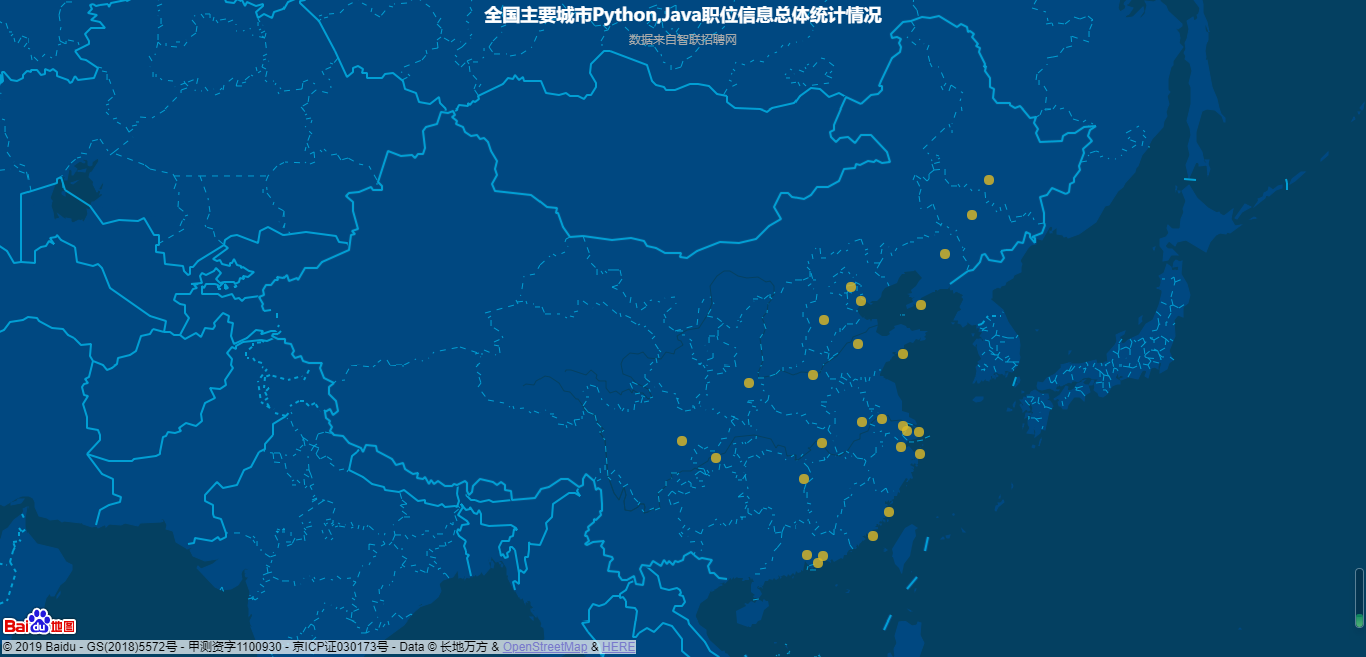 全国主要城市Python,Java职位信息总体统计情况
数据来自智联招聘网
Bai du 地图
© 2019 Baidu - GS(2018)5572号 - 甲测资字1100930 - 京ICP证030173号 - Data © 长地万方 & OpenStreetMap & HERE